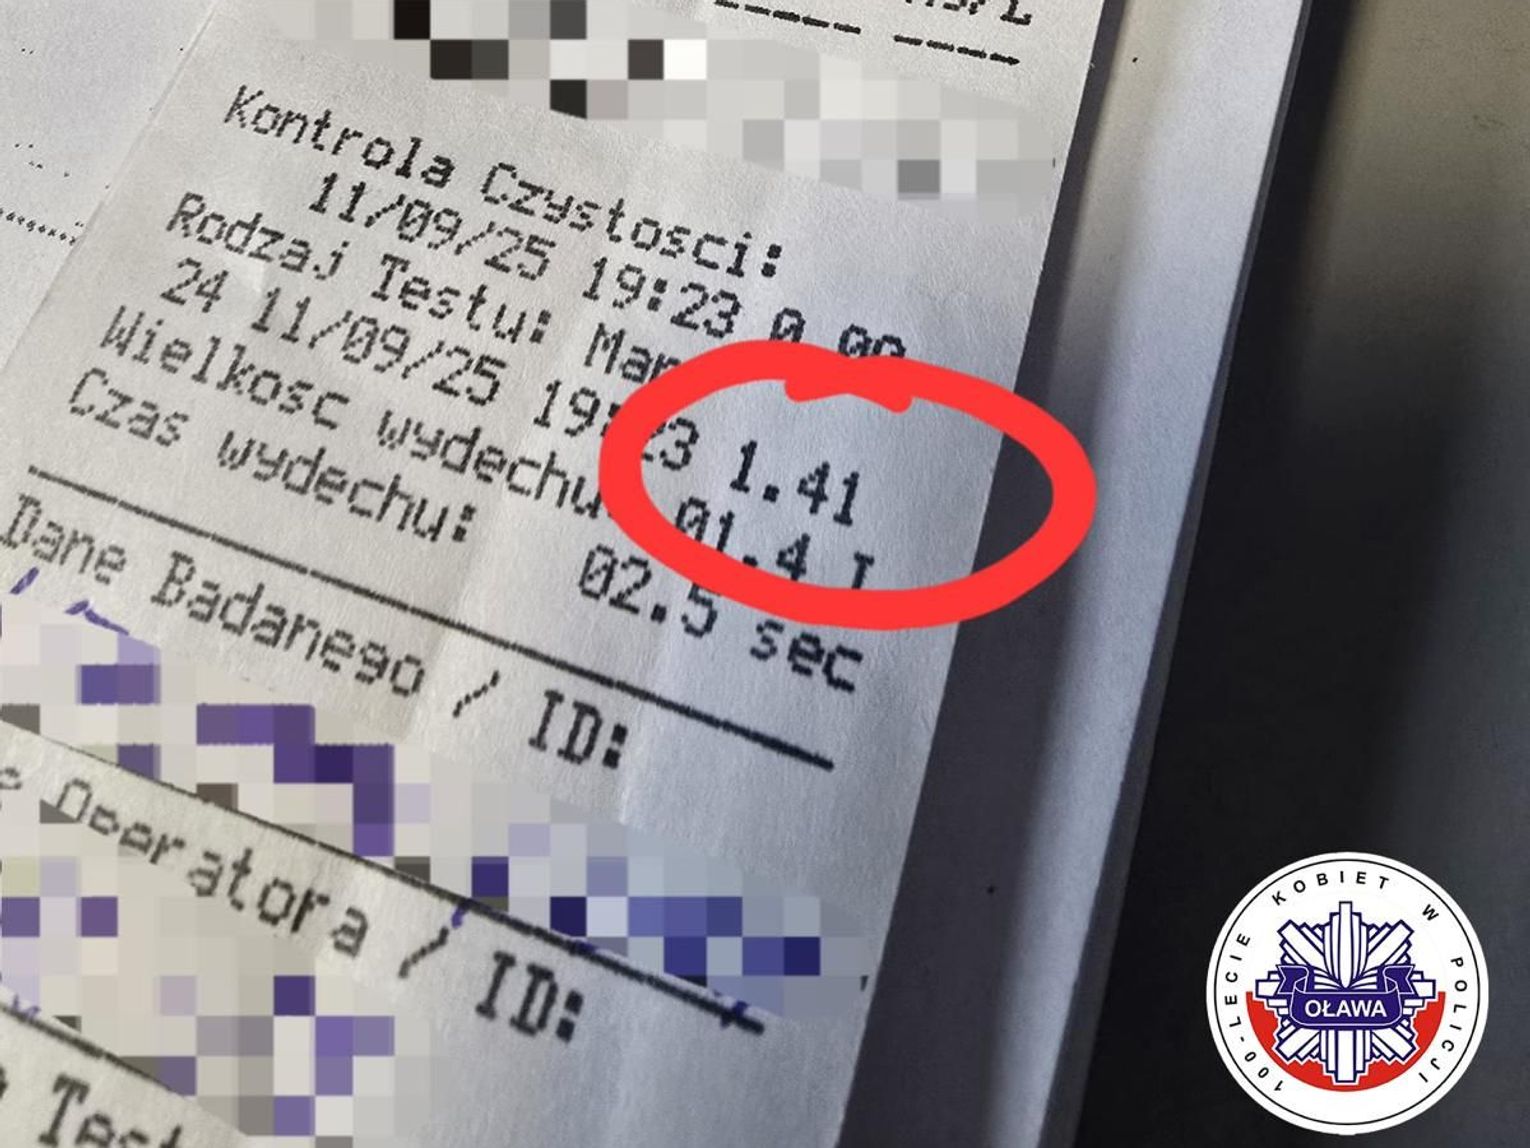 Kontrola Czystosci:
11/09/25 19:23 0.00
Rodzaj Testu:
24 11/09/25 19:23 1.41
Wielkosc wydechu: 01.4
Czas wydechu: 02.5 sec
Dane Badanego / ID:
Operatora / ID:
Test
100-LECIE KOBIET W POLICJI
OŁAWA